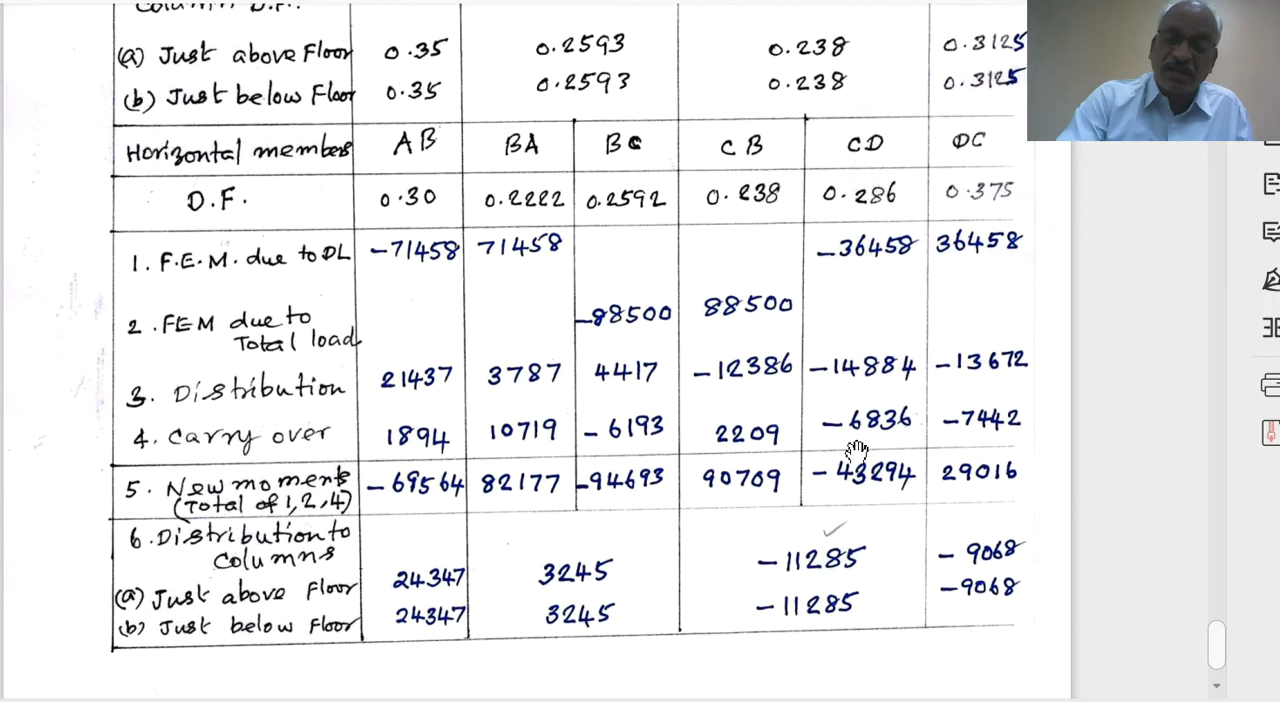 Column D.F.
(a) Just above Floor 0.35 0.2593 0.238 0.3125
(b) Just below Floor 0.35 0.2593 0.238 0.3125
Horizontal members AB BA BC CB CD DC
D.F. 0.30 0.2222 0.2592 0.238 0.286 0.375
1. F.E.M. due to DL -71458 71458 -36458 36458
2. FEM due to
Total load -88500 88500
3. Distribution 21437 3787 4417 -12386 -14884 -13672
4. Carry over 1894 10719 -6193 2209 -6836 -7442
5. New moments
(Total of 1,2,4) -69564 82177 -94693 90709 -43294 29016
6. Distribution to
Columns
(a) Just above Floor 24347 3245 -11285 -9068
(b) Just below Floor 24347 3245 -11285 -9068